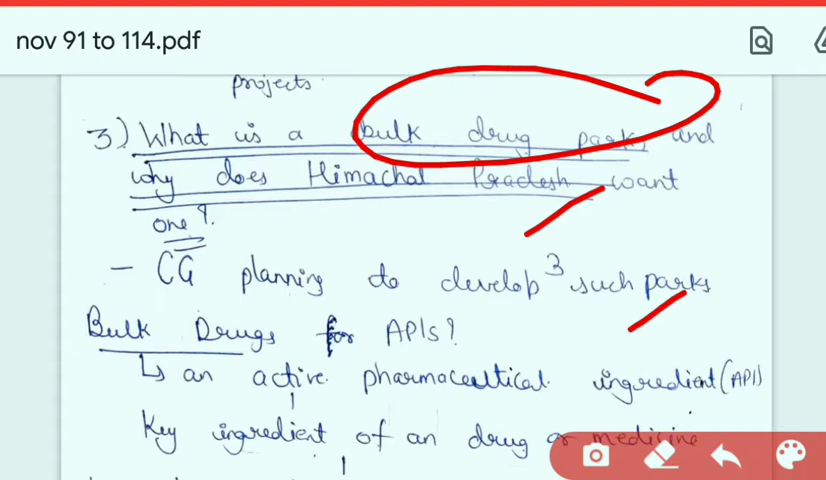 nov 91 to 114.pdf
projects.
3) What is a bulk drug park, and
why does Himachal Pradesh want
one?
- CG planning to develop 3 such parks
Bulk Drugs for APIs?
↳ an active pharmaceutical ingredient (API)
Key ingredient of an drug or medicine